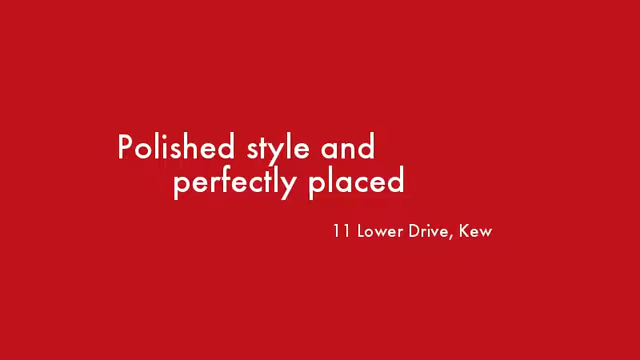 Polished style and
perfectly placed
11 Lower Drive, Kew